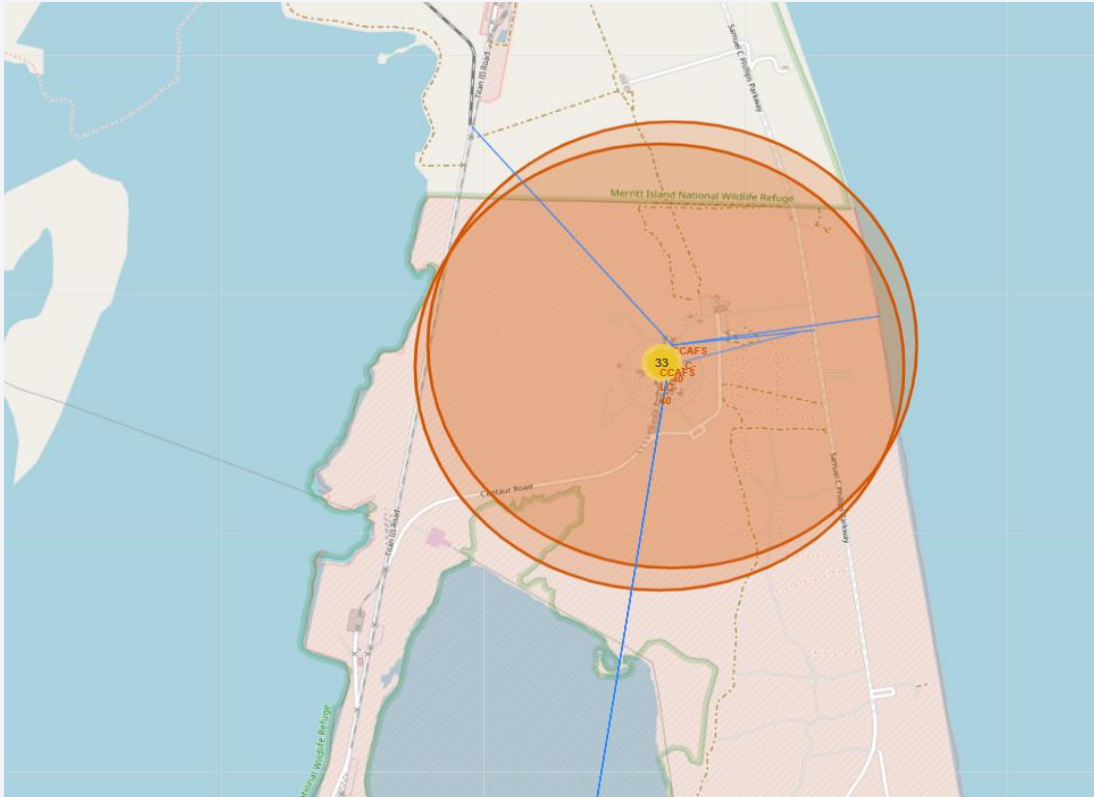 Titan III Road
Samuel C Phillips Parkway
Merritt Island National Wildlife Refuge
33
CCAFS
LC-
40
CCAFS
LC-
40
Centaur Road
Titan III Road
Samuel C Phillips Parkway
National Wildlife Refuge